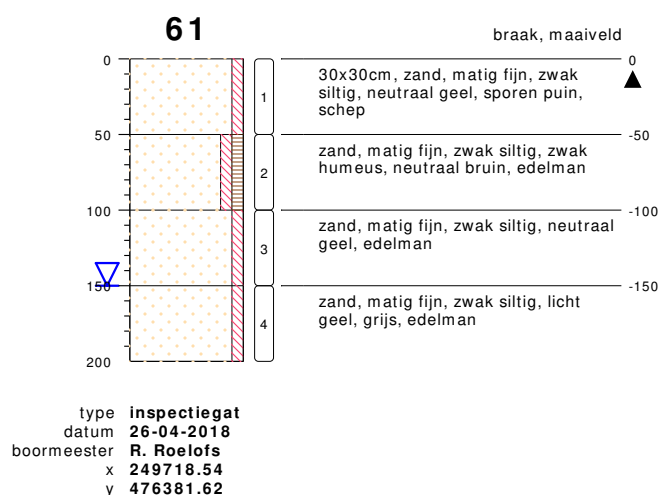 61
braak, maaiveld
0
0
1
30x30cm, zand, matig fijn, zwak
siltig, neutraal geel, sporen puin,
schep
50
-50
2
zand, matig fijn, zwak siltig, zwak
humeus, neutraal bruin, edelman
100
-100
3
zand, matig fijn, zwak siltig, neutraal
geel, edelman
150
-150
4
zand, matig fijn, zwak siltig, licht
geel, grijs, edelman
200
type inspectiegat
datum 26-04-2018
boormeester R. Roelofs
x 249718.54
y 476381.62